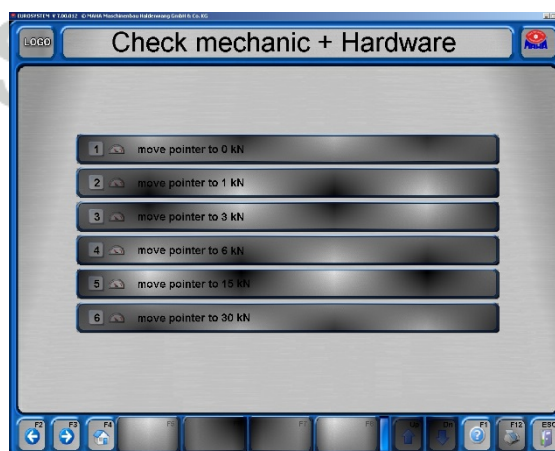 EUROSYSTEM V 7.00.012 © MAHA Maschinenbau Haldenwang GmbH & Co. KG
LOGO
Check mechanic + Hardware
MAHA
1 move pointer to 0 kN
2 move pointer to 1 kN
3 move pointer to 3 kN
4 move pointer to 6 kN
5 move pointer to 15 kN
6 move pointer to 30 kN
F2 F3 F4 F5 F6 F7 F8 Up Dn F1 F12 ESC